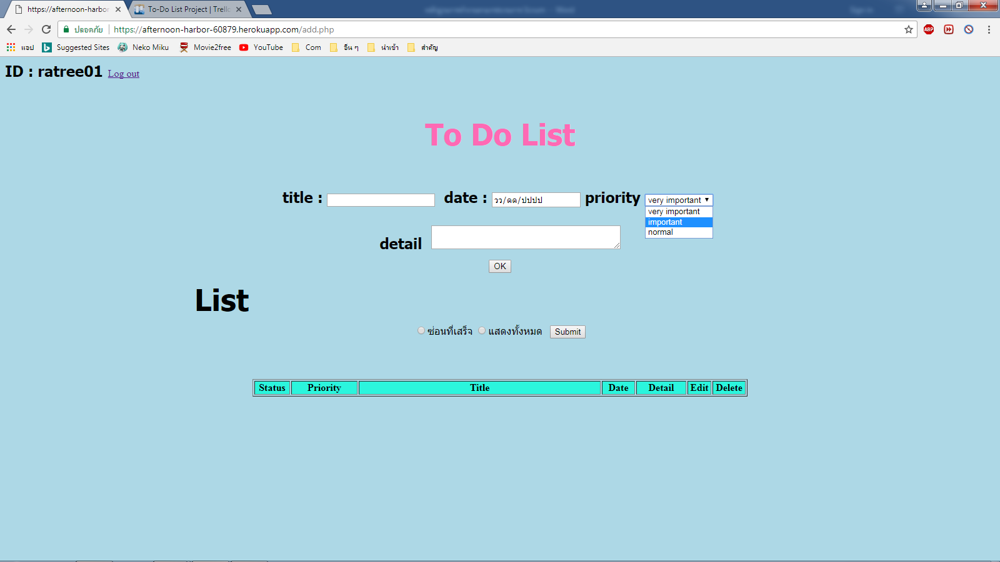 https://afternoon-harbor
To-Do List Project | Trello
ปลอดภัย https://afternoon-harbor-60879.herokuapp.com/add.php
ABP
แอป Suggested Sites Neko Miku Movie2free YouTube Com อื่น ๆ นำเข้า สำคัญ
ID : ratree01 Log out
To Do List
title : date : วว/ดด/ปปปป priority very important
very important
important
normal
detail
OK
List
ซ่อนที่เสร็จ แสดงทั้งหมด Submit
Status Priority Title Date Detail Edit Delete